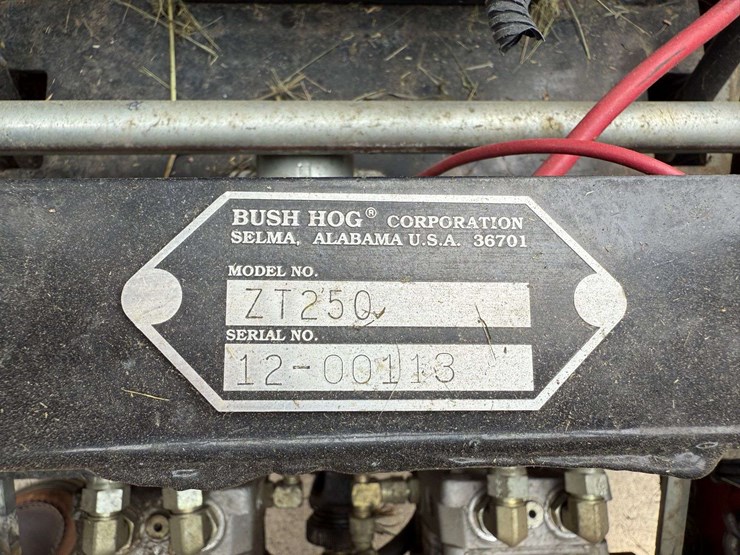 BUSH HOG® CORPORATION
SELMA, ALABAMA U.S.A. 36701
MODEL NO.
ZT250
SERIAL NO.
12-00113